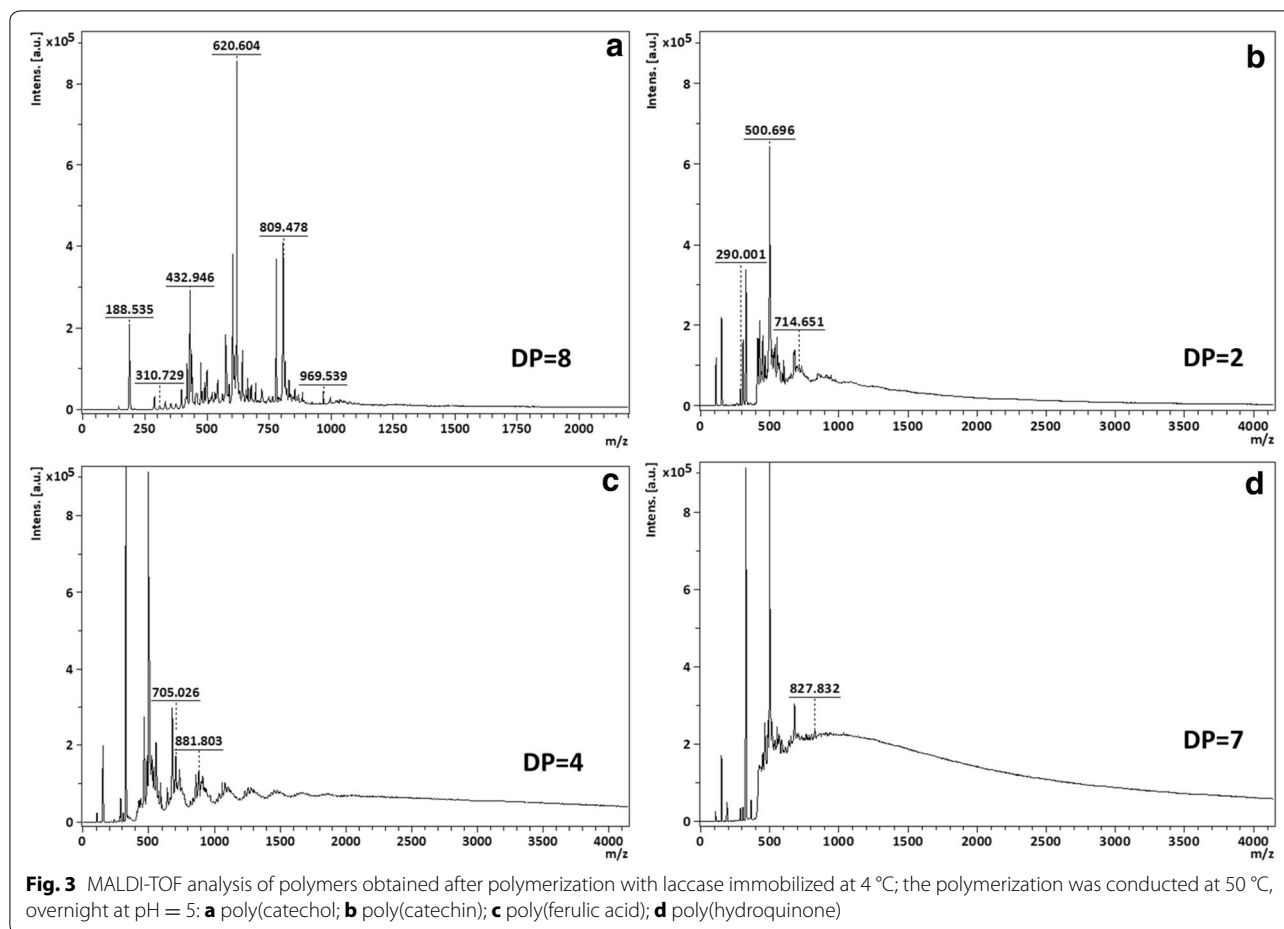 a
Intens. [a.u.]
x10⁵
8
6
4
2
0
620.604
809.478
432.946
188.535
310.729
969.539
DP=8
0 250 500 750 1000 1250 1500 1750 2000
m/z
b
Intens. [a.u.]
x10⁵
8
6
4
2
0
500.696
290.001
714.651
DP=2
0 500 1000 1500 2000 2500 3000 3500 4000
m/z
c
Intens. [a.u.]
x10⁵
8
6
4
2
0
705.026
881.803
DP=4
0 500 1000 1500 2000 2500 3000 3500 4000
m/z
d
Intens. [a.u.]
x10⁵
8
6
4
2
0
827.832
DP=7
0 500 1000 1500 2000 2500 3000 3500 4000
m/z
Fig. 3 MALDI-TOF analysis of polymers obtained after polymerization with laccase immobilized at 4 °C; the polymerization was conducted at 50 °C,
overnight at pH = 5: a poly(catechol; b poly(catechin); c poly(ferulic acid); d poly(hydroquinone)